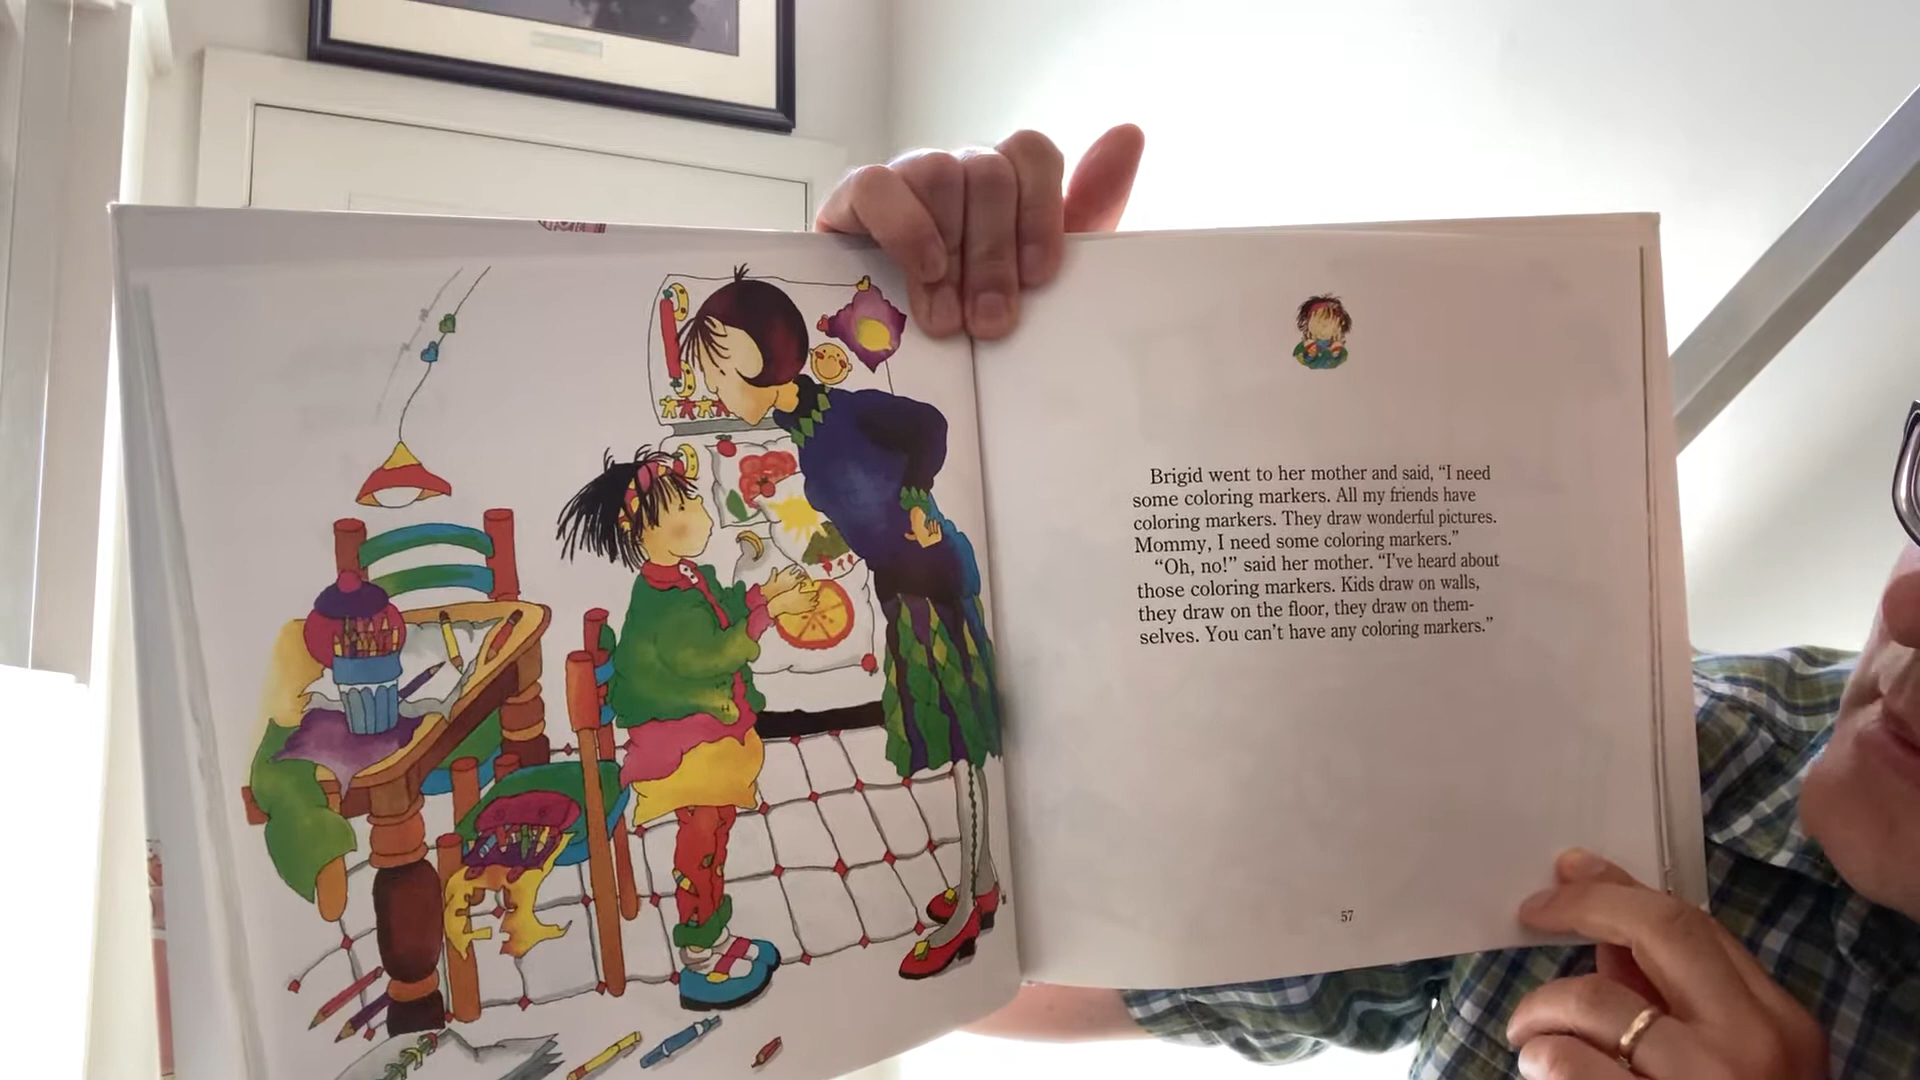 Brigid went to her mother and said, “I need
some coloring markers. All my friends have
coloring markers. They draw wonderful pictures.
Mommy, I need some coloring markers.”
“Oh, no!” said her mother. “I’ve heard about
those coloring markers. Kids draw on walls,
they draw on the floor, they draw on them-
selves. You can’t have any coloring markers.”
57